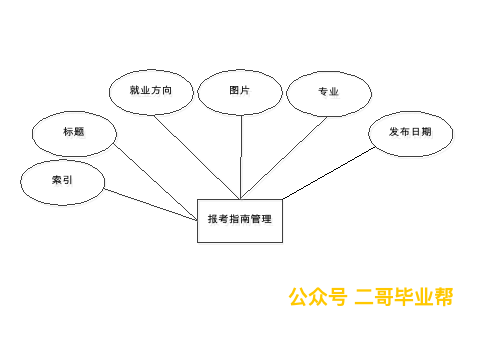 就业方向
图片
专业
标题
发布日期
索引
报考指南管理
公众号 二哥毕业帮